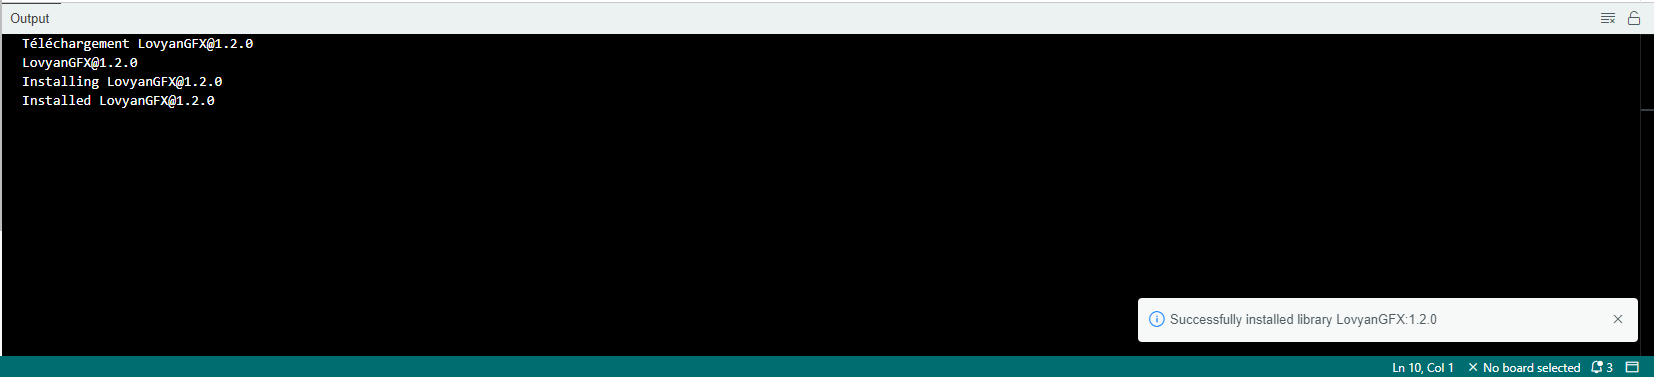 Output
Téléchargement LovyanGFX@1.2.0
LovyanGFX@1.2.0
Installing LovyanGFX@1.2.0
Installed LovyanGFX@1.2.0
Successfully installed library LovyanGFX:1.2.0
Ln 10, Col 1 No board selected 3